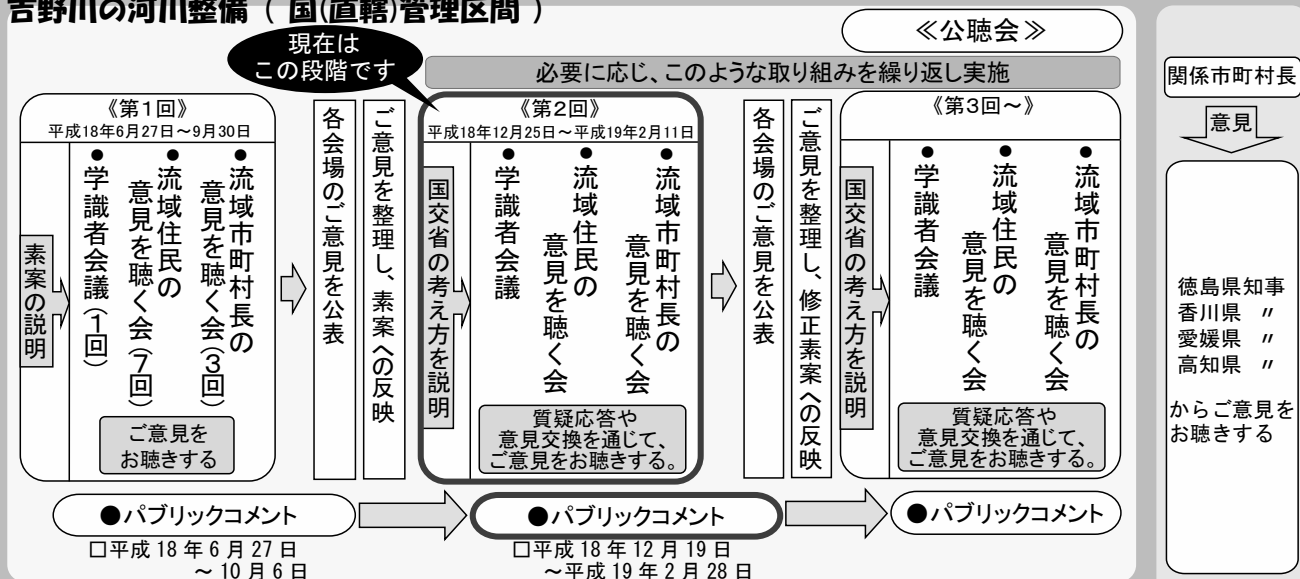 吉野川の河川整備（ 国(直轄)管理区間 ）
≪公聴会≫
現在は
この段階です
必要に応じ、このような取り組みを繰り返し実施
《第1回》
平成18年6月27日～9月30日
素案の説明
●学識者会議（1回）
●流域住民の
意見を聴く会（7回）
●流域市町村長の
意見を聴く会（3回）
ご意見を
お聴きする
各会場のご意見を公表
ご意見を整理し、素案への反映
《第2回》
平成18年12月25日～平成19年2月11日
国交省の考え方を説明
●学識者会議
●流域住民の
意見を聴く会
●流域市町村長の
意見を聴く会
質疑応答や
意見交換を通じて、
ご意見をお聴きする。
各会場のご意見を公表
ご意見を整理し、修正素案への反映
《第3回～》
国交省の考え方を説明
●学識者会議
●流域住民の
意見を聴く会
●流域市町村長の
意見を聴く会
質疑応答や
意見交換を通じて、
ご意見をお聴きする。
●パブリックコメント
□平成18年6月27日
～10月6日
●パブリックコメント
□平成18年12月19日
～平成19年2月28日
●パブリックコメント
関係市町村長
意見
徳島県知事
香川県 〃
愛媛県 〃
高知県 〃
からご意見を
お聴きする